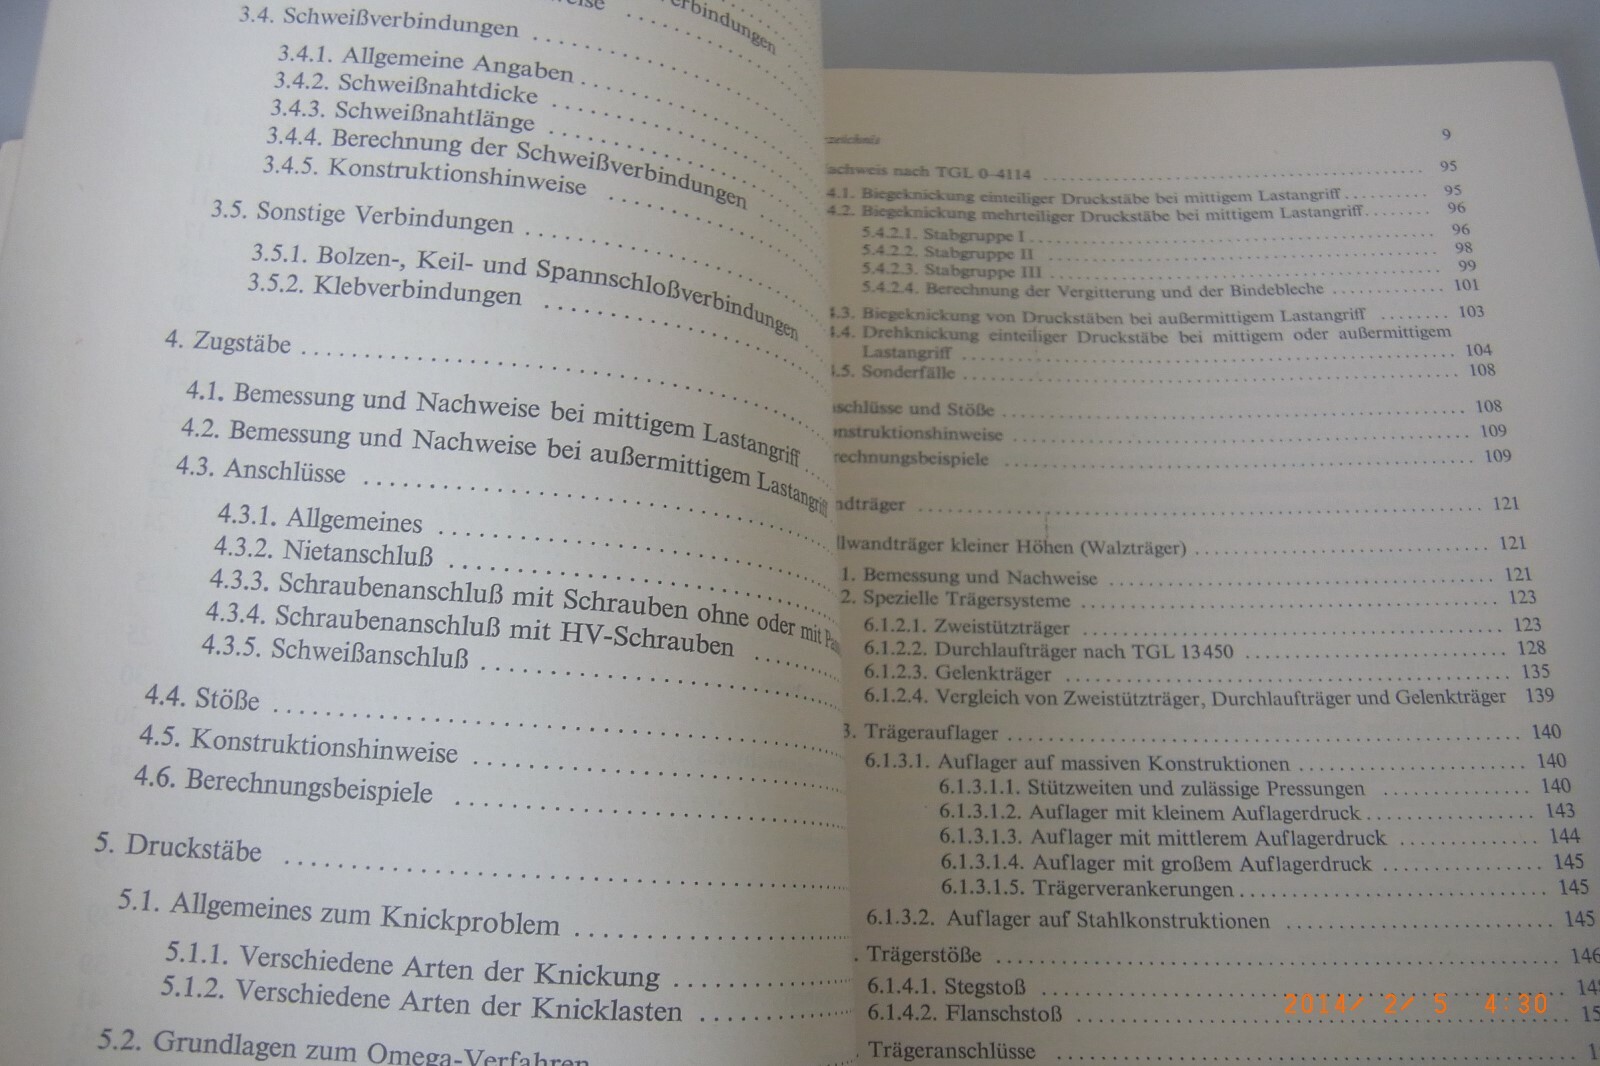 3.4. Schweißverbindungen
3.4.1. Allgemeine Angaben
3.4.2. Schweißnahtdicke
3.4.3. Schweißnahtlänge
3.4.4. Berechnung der Schweißverbindungen
3.4.5. Konstruktionshinweise
3.5. Sonstige Verbindungen
3.5.1. Bolzen-, Keil- und Spannschloßverbindungen
3.5.2. Klebverbindungen
4. Zugstäbe
4.1. Bemessung und Nachweise bei mittigem Lastangriff
4.2. Bemessung und Nachweise bei außermittigem Lastangriff
4.3. Anschlüsse
4.3.1. Allgemeines
4.3.2. Nietanschluß
4.3.3. Schraubenanschluß mit Schrauben ohne oder mit
4.3.4. Schraubenanschluß mit HV-Schrauben
4.3.5. Schweißanschluß
4.4. Stöße
4.5. Konstruktionshinweise
4.6. Berechnungsbeispiele
5. Druckstäbe
5.1. Allgemeines zum Knickproblem
5.1.1. Verschiedene Arten der Knickung
5.1.2. Verschiedene Arten der Knicklasten
5.2. Grundlagen zum Omega-Verfahren
zeichnis 9
achweis nach TGL 0-4114 95
4.1. Biegeknickung einteiliger Druckstäbe bei mittigem Lastangriff 95
4.2. Biegeknickung mehrteiliger Druckstäbe bei mittigem Lastangriff 96
5.4.2.1. Stabgruppe I 96
5.4.2.2. Stabgruppe II 98
5.4.2.3. Stabgruppe III 99
5.4.2.4. Berechnung der Vergitterung und der Bindebleche 101
4.3. Biegeknickung von Druckstäben bei außermittigem Lastangriff 103
4.4. Drehknickung einteiliger Druckstäbe bei mittigem oder außermittigem
Lastangriff 104
4.5. Sonderfälle 108
schlüsse und Stöße 108
nstruktionshinweise 109
rechnungsbeispiele 109
ndträger 121
llwandträger kleiner Höhen (Walzträger) 121
1. Bemessung und Nachweise 121
2. Spezielle Trägersysteme 123
6.1.2.1. Zweistützträger 123
6.1.2.2. Durchlaufträger nach TGL 13450 128
6.1.2.3. Gelenkträger 135
6.1.2.4. Vergleich von Zweistützträger, Durchlaufträger und Gelenkträger 139
3. Trägerauflager 140
6.1.3.1. Auflager auf massiven Konstruktionen 140
6.1.3.1.1. Stützweiten und zulässige Pressungen 140
6.1.3.1.2. Auflager mit kleinem Auflagerdruck 143
6.1.3.1.3. Auflager mit mittlerem Auflagerdruck 144
6.1.3.1.4. Auflager mit großem Auflagerdruck 145
6.1.3.1.5. Trägerverankerungen 145
6.1.3.2. Auflager auf Stahlkonstruktionen 145
Trägerstöße 146
6.1.4.1. Stegstoß
6.1.4.2. Flanschstoß
Trägeranschlüsse
2014/ 2/ 5 4:30